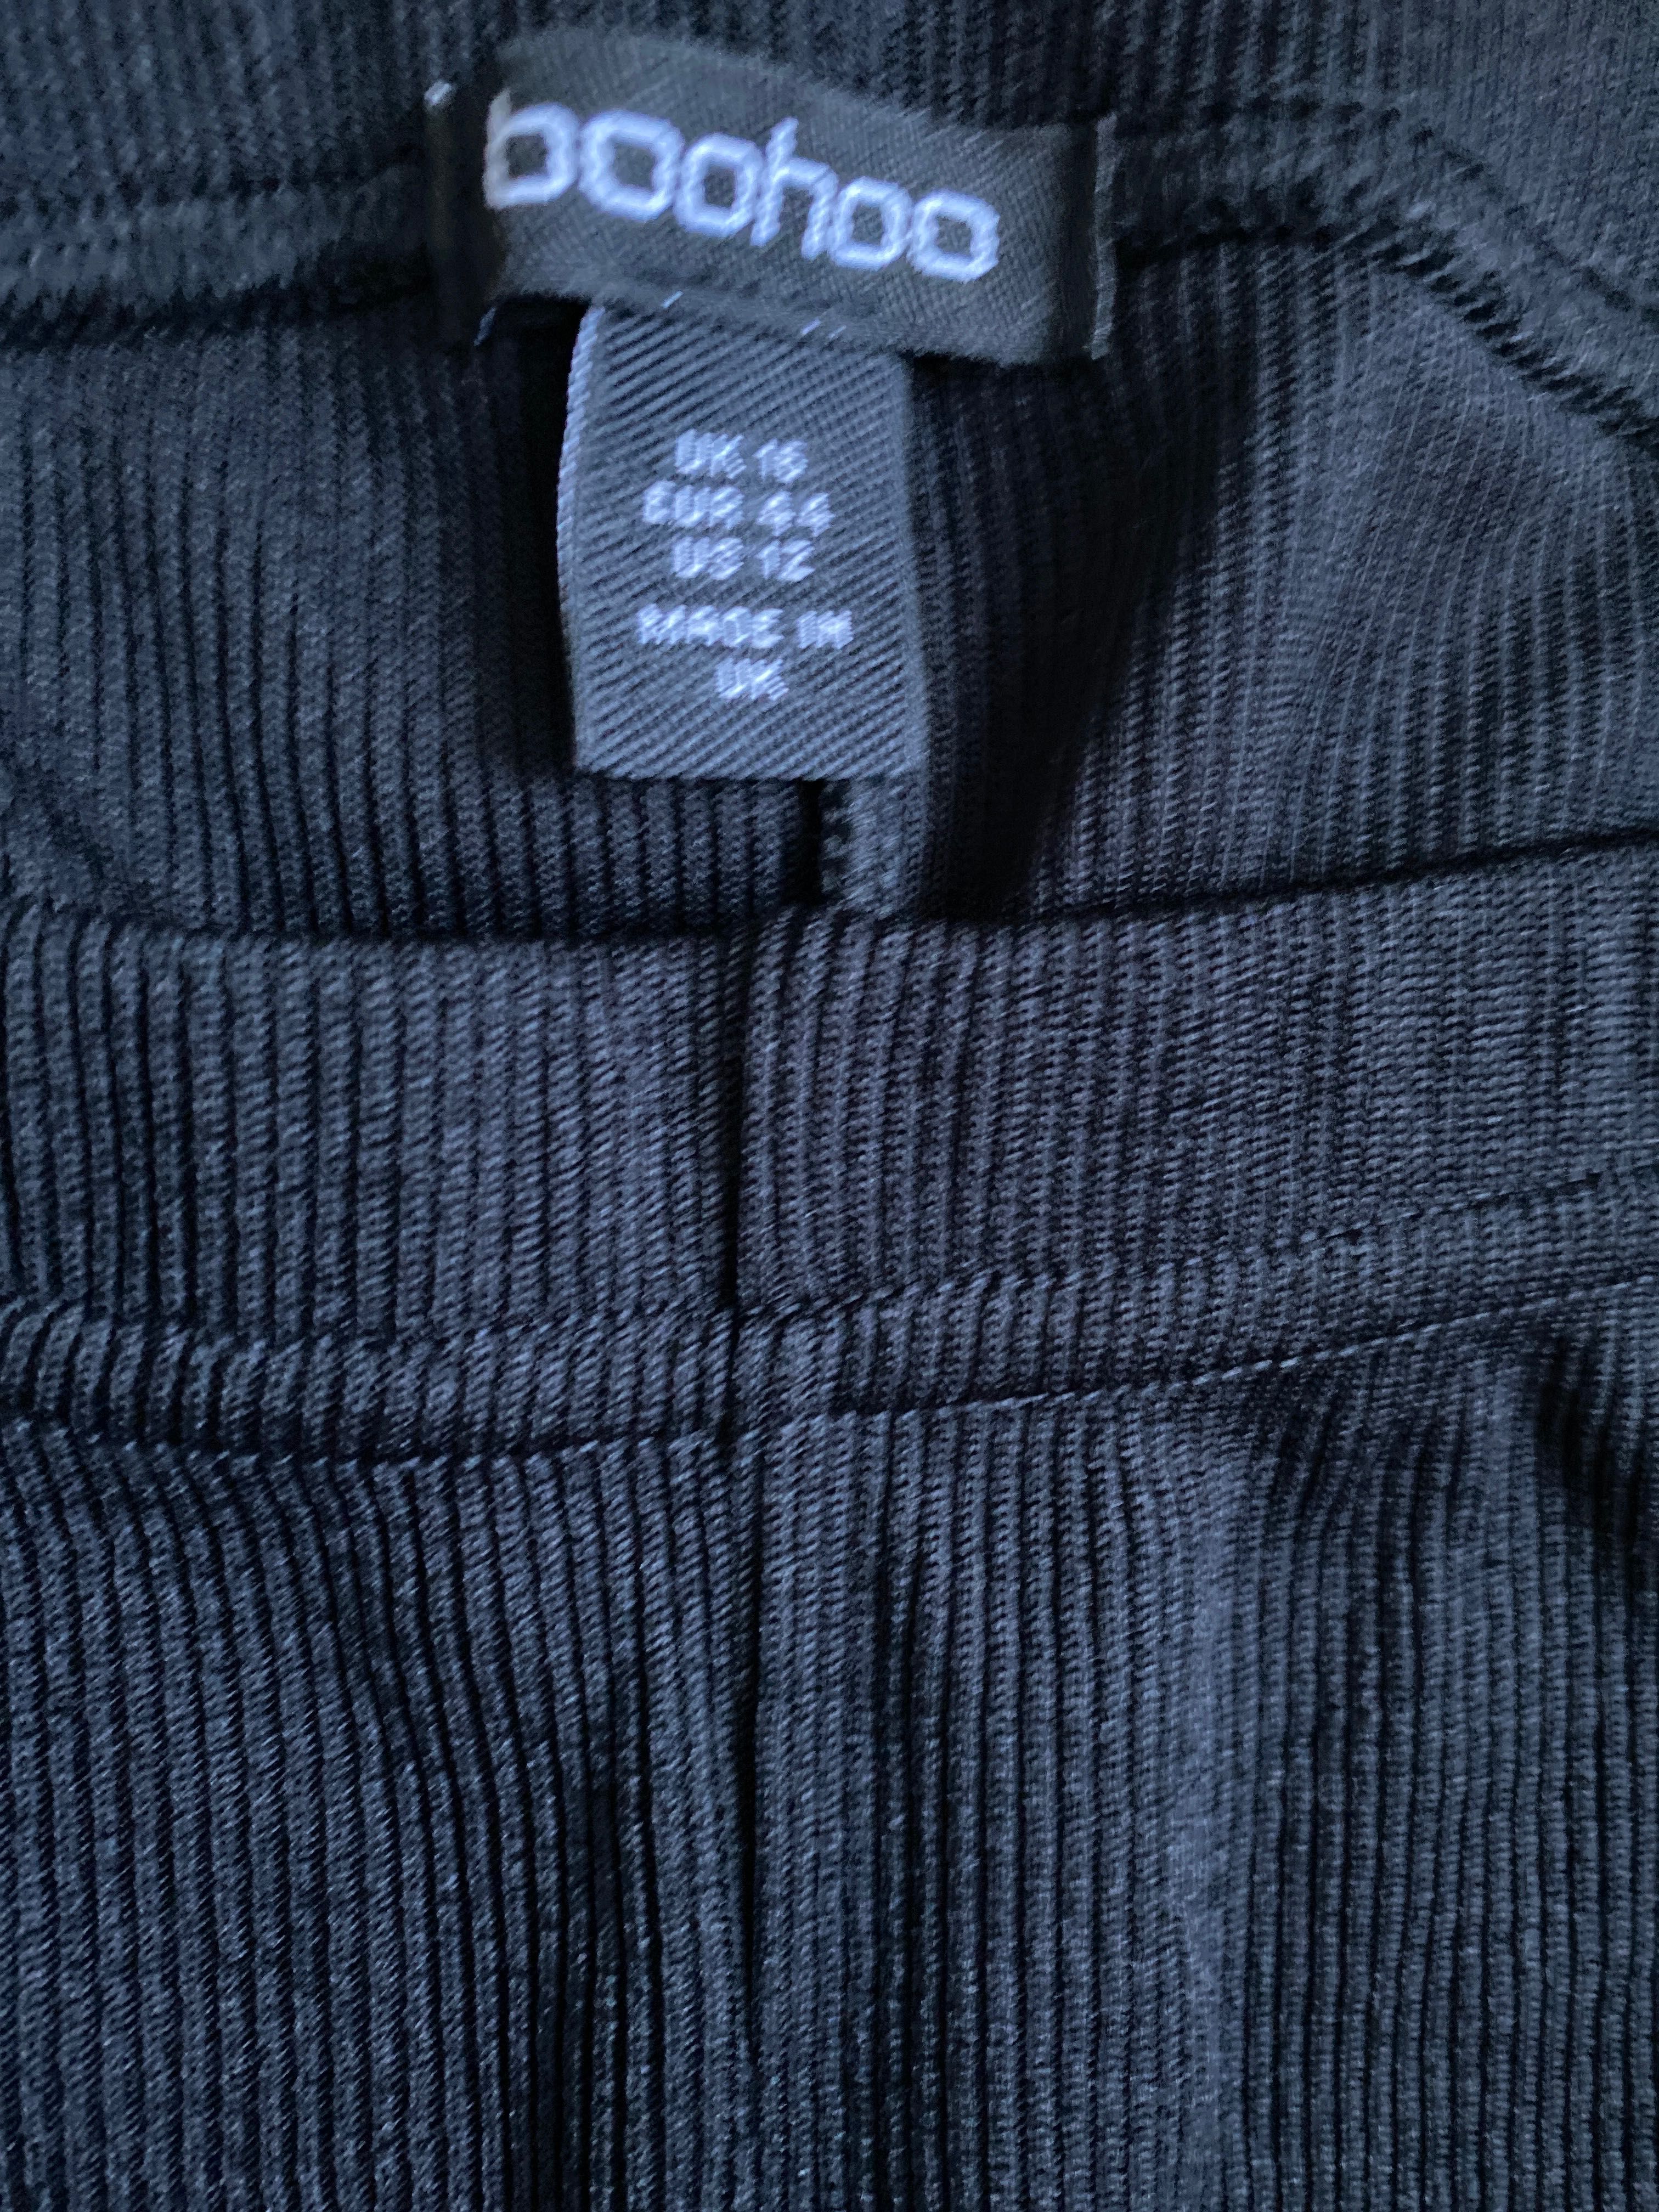 boohoo
UK 16
EUR 44
US 12
MADE IN
UK